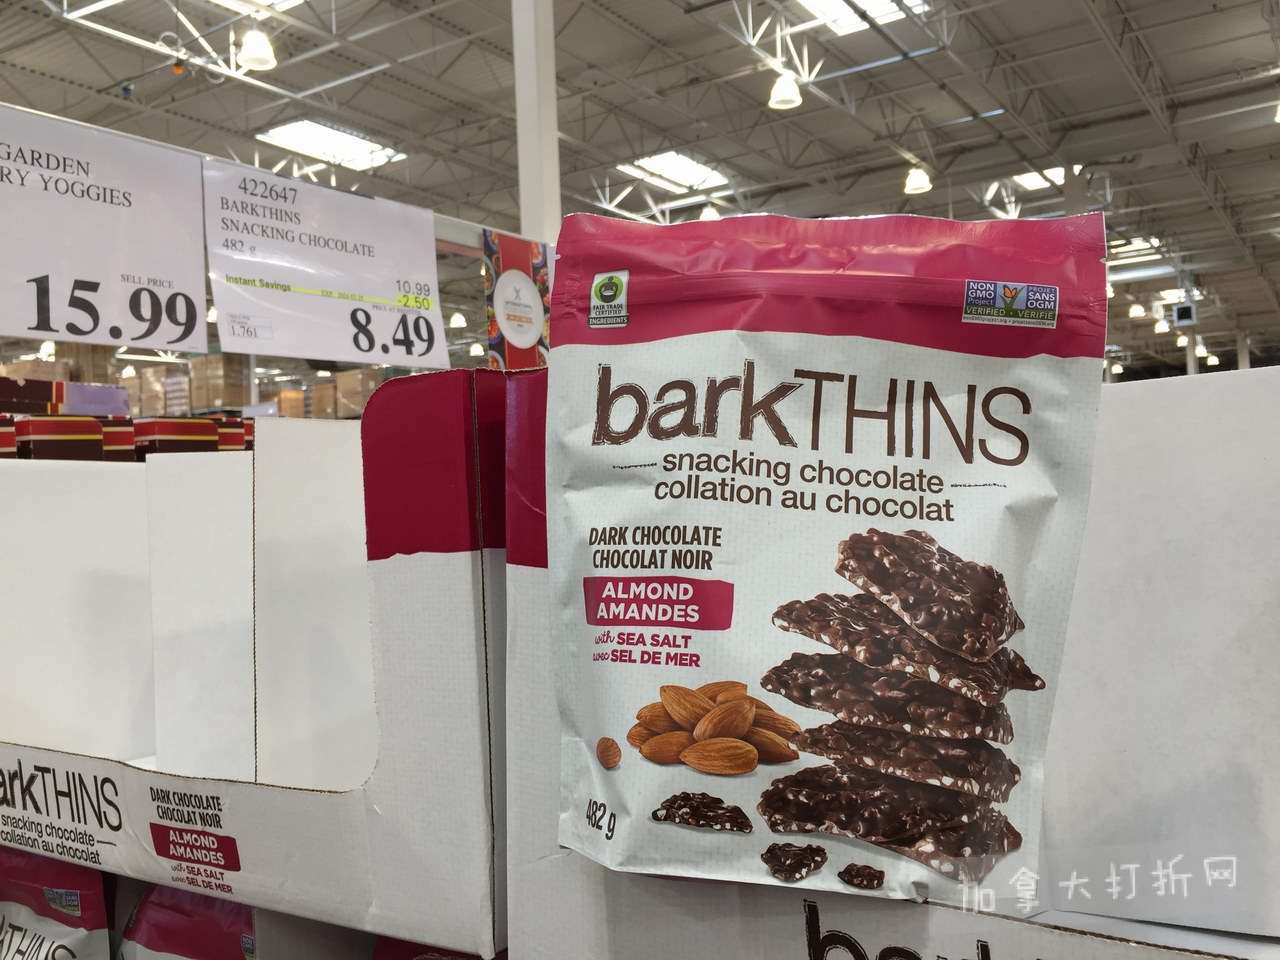 GARDEN
RY YOGGIES
SELL PRICE
15.99
422647
BARKTHINS
SNACKING CHOCOLATE
482 g
Instant Savings
10.99
-2.50
1.761
8.49
FAIR TRADE
CERTIFIED
INGREDIENTS
NON
GMO
Project
VERIFIED
PROJET
SANS
OGM
VÉRIFIÉ
barkTHINS
snacking chocolate
collation au chocolat
DARK CHOCOLATE
CHOCOLAT NOIR
ALMOND
AMANDES
with SEA SALT
avec SEL DE MER
482 g
arkTHINS
snacking chocolate
collation au chocolat
DARK CHOCOLATE
CHOCOLAT NOIR
ALMOND
AMANDES
with SEA SALT
avec SEL DE MER
加拿大打折网